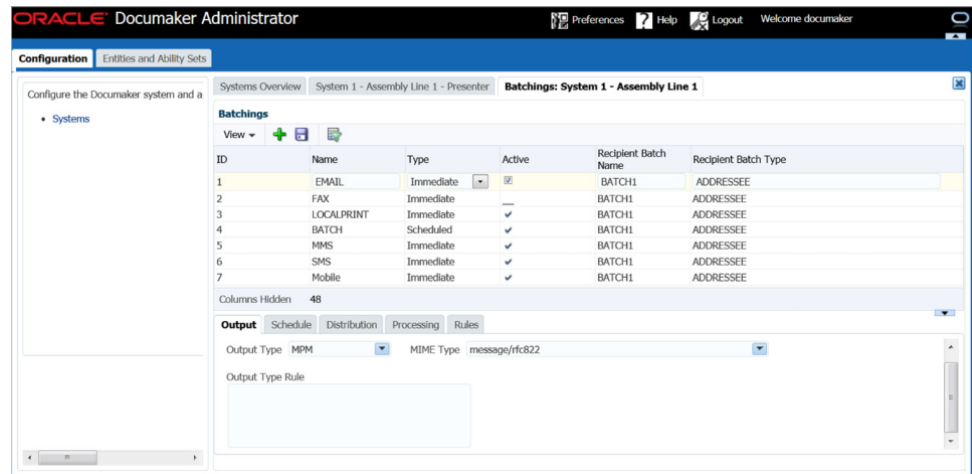 ORACLE Documaker Administrator Preferences ? Help Logout Welcome documaker
Configuration Entities and Ability Sets
Configure the Documaker system and a
• Systems
Systems Overview System 1 - Assembly Line 1 - Presenter Batchings: System 1 - Assembly Line 1
Batchings
View
ID Name Type Active Recipient Batch Name Recipient Batch Type
1 EMAIL Immediate BATCH1 ADDRESSEE
2 FAX Immediate BATCH1 ADDRESSEE
3 LOCALPRINT Immediate BATCH1 ADDRESSEE
4 BATCH Scheduled BATCH1 ADDRESSEE
5 MMS Immediate BATCH1 ADDRESSEE
6 SMS Immediate BATCH1 ADDRESSEE
7 Mobile Immediate BATCH1 ADDRESSEE
Columns Hidden 48
Output Schedule Distribution Processing Rules
Output Type MPM MIME Type message/rfc822
Output Type Rule